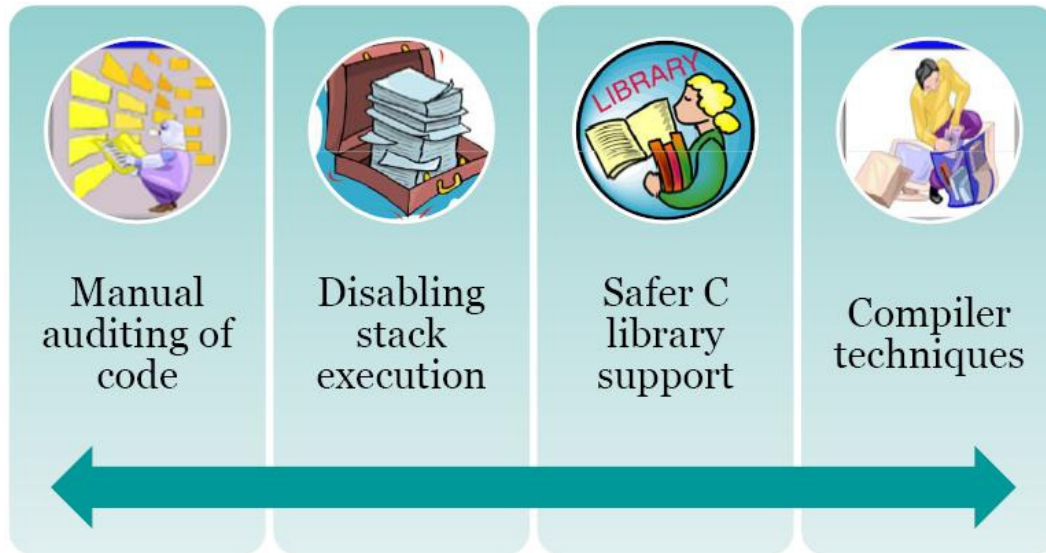 Manual
auditing of
code
Disabling
stack
execution
LIBRARY
Safer C
library
support
Compiler
techniques